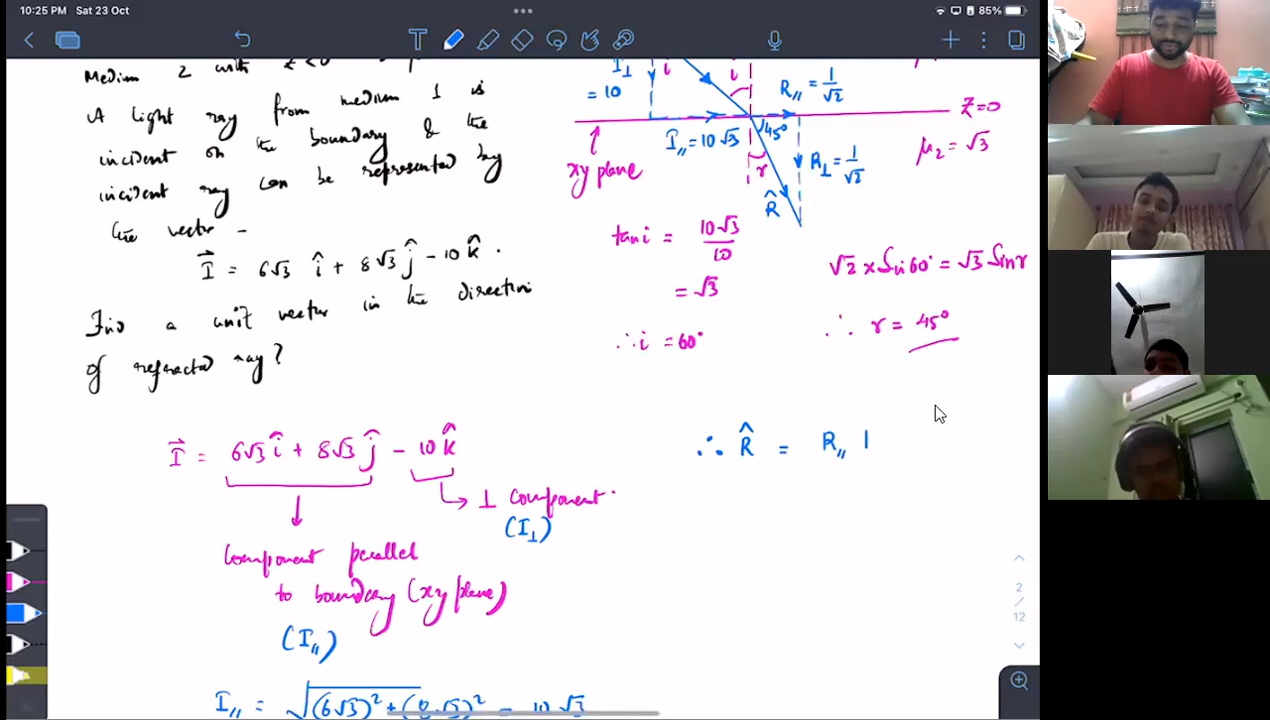 10:25 PM Sat 23 Oct
85%
Medium 2 with z<0
A light ray from medium 1 is
incident on the boundary & the
incident ray can be represented by
the vector -
I⃗ = 6√3 î + 8√3 ĵ - 10 k̂ .
Find a unit vector in the direction
of refracted ray?
I⃗ = 6√3 î + 8√3 ĵ - 10 k̂
→ ⊥ component.
(I⊥)
Component parallel
to boundary (xy plane)
(I∥)
I∥ = √(6√3)² + (8√3)² = 10√3
I⊥
= 10
i
i
R∥ = 1/√2
Z=0
I∥ = 10√3
45°
xy plane
r
R⊥ = 1/√2
μ₂ = √3
R̂
tan i = 10√3/10
= √3
∴ i = 60°
√2 x Sin 60° = √3 Sin r
∴ r = 45°
∴ R̂ = R∥
2
/
12